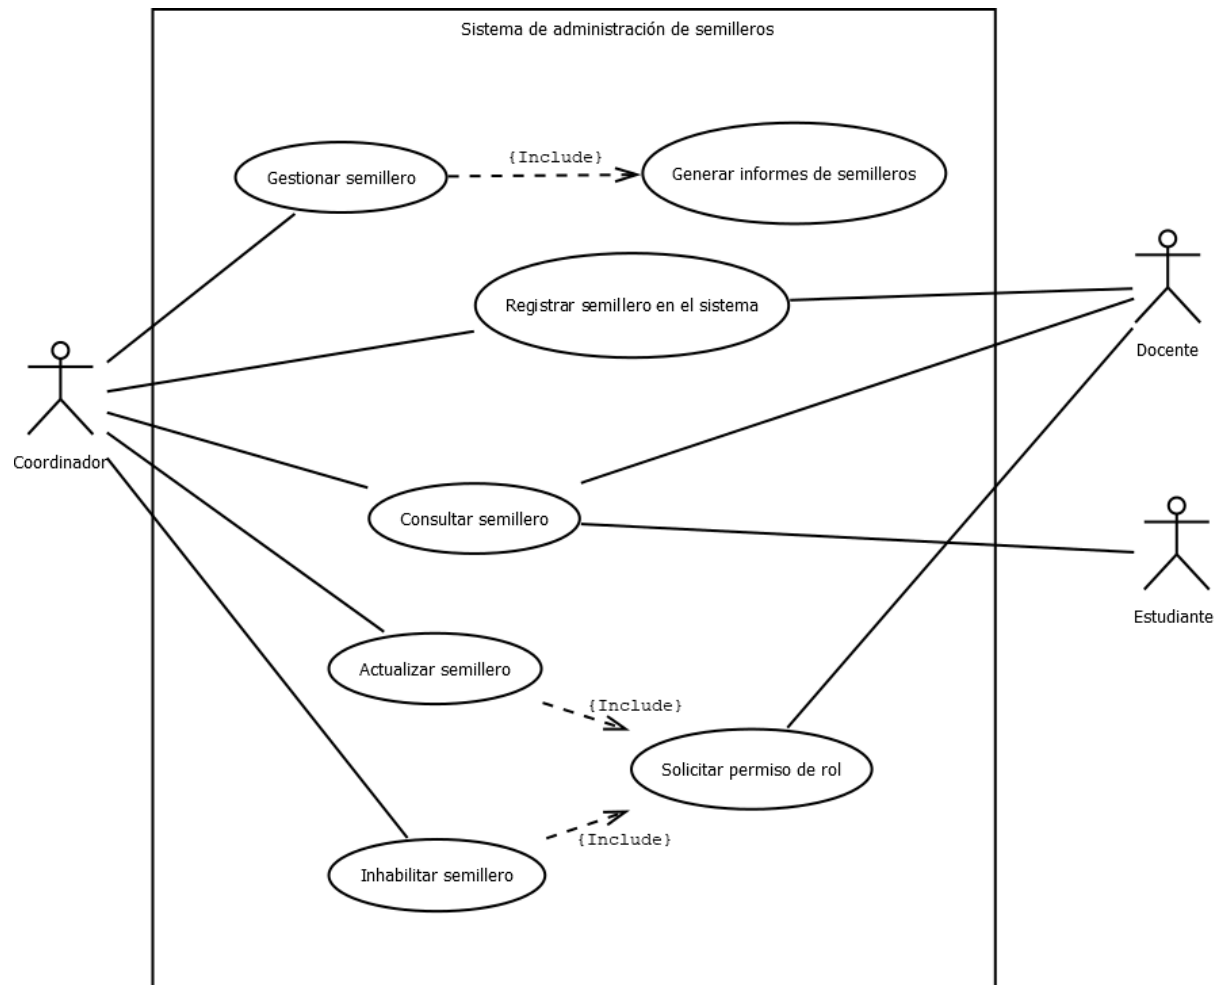 Sistema de administración de semilleros
{Include}
Gestionar semillero
Generar informes de semilleros
Registrar semillero en el sistema
Docente
Coordinador
Consultar semillero
Estudiante
Actualizar semillero
{Include}
Solicitar permiso de rol
{Include}
Inhabilitar semillero